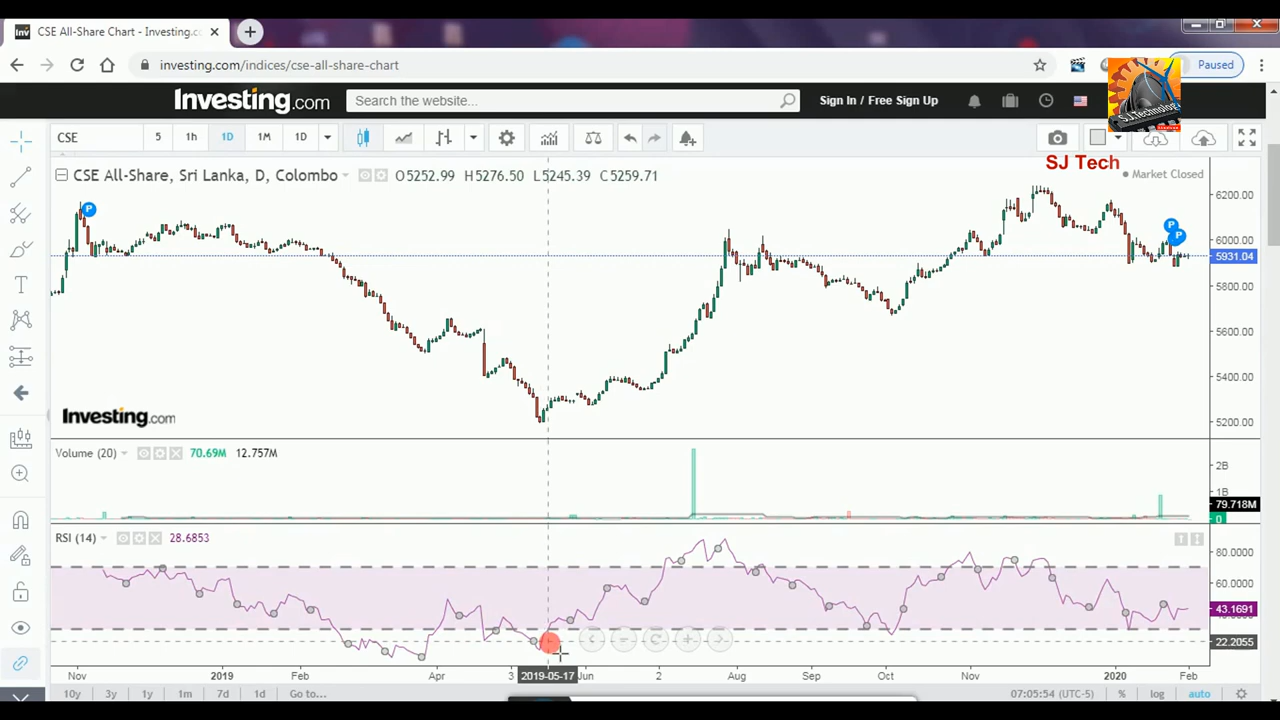 CSE All-Share Chart - Investing.c
investing.com/indices/cse-all-share-chart
Paused
Investing.com
Search the website...
Sign In / Free Sign Up
SJ Technology
CSE 5 1h 1D 1M 1D
SJ Tech
CSE All-Share, Sri Lanka, D, Colombo O5252.99 H5276.50 L5245.39 C5259.71
Market Closed
P
P
P
6200.00
6000.00
5931.04
5800.00
5600.00
5400.00
5200.00
Investing.com
Volume (20) 70.69M 12.757M
2B
1B
79.718M
0
RSI (14) 28.6853
80.0000
60.0000
43.1691
22.2055
Nov 2019 Feb Apr 3 2019-05-17 Jun 2 Aug Sep Oct Nov 2020 Feb
10y 3y 1y 1m 7d 1d Go to... 07:05:54 (UTC-5) % log auto